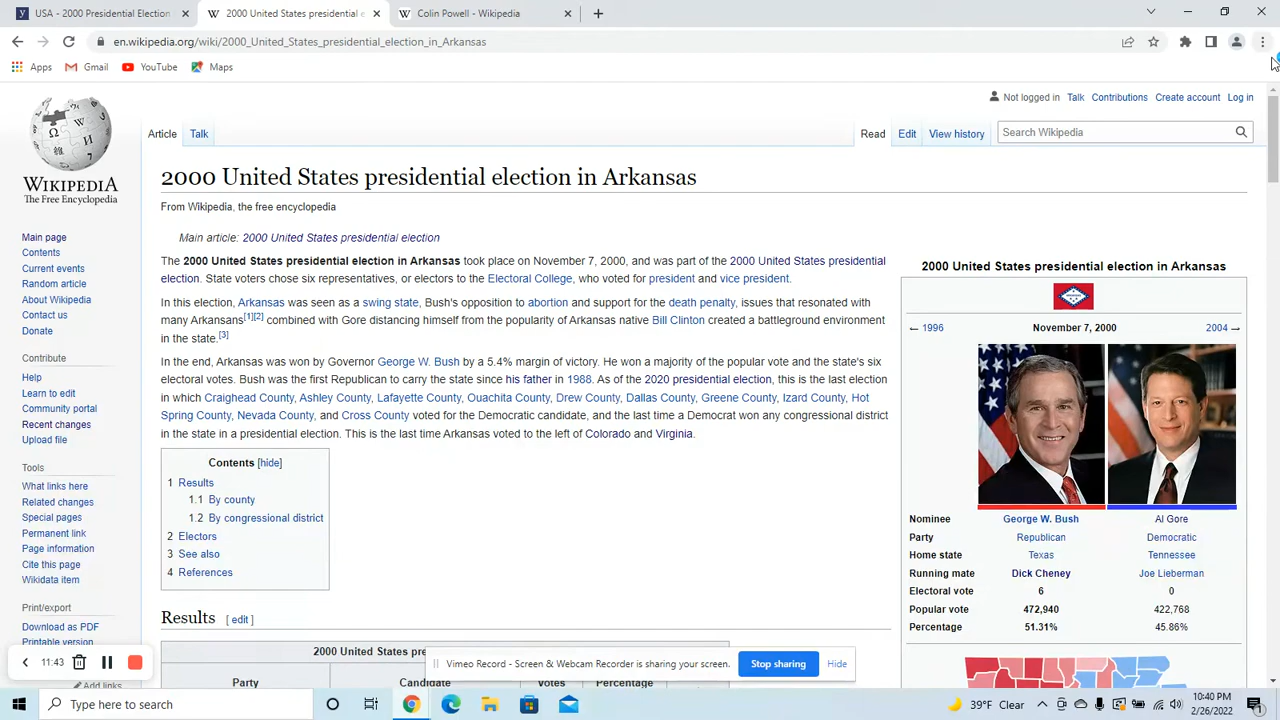 USA - 2000 Presidential Election
2000 United States presidential e
Colin Powell - Wikipedia
en.wikipedia.org/wiki/2000_United_States_presidential_election_in_Arkansas
Apps
Gmail
YouTube
Maps
WIKIPEDIA
The Free Encyclopedia
Main page
Contents
Current events
Random article
About Wikipedia
Contact us
Donate
Contribute
Help
Learn to edit
Community portal
Recent changes
Upload file
Tools
What links here
Related changes
Special pages
Permanent link
Page information
Cite this page
Wikidata item
Print/export
Download as PDF
Printable version
Add links
Not logged in Talk Contributions Create account Log in
Article Talk
Read Edit View history
Search Wikipedia
2000 United States presidential election in Arkansas
From Wikipedia, the free encyclopedia
Main article: 2000 United States presidential election
The 2000 United States presidential election in Arkansas took place on November 7, 2000, and was part of the 2000 United States presidential
election. State voters chose six representatives, or electors to the Electoral College, who voted for president and vice president.
In this election, Arkansas was seen as a swing state, Bush's opposition to abortion and support for the death penalty, issues that resonated with
many Arkansans[1][2] combined with Gore distancing himself from the popularity of Arkansas native Bill Clinton created a battleground environment
in the state.[3]
In the end, Arkansas was won by Governor George W. Bush by a 5.4% margin of victory. He won a majority of the popular vote and the state's six
electoral votes. Bush was the first Republican to carry the state since his father in 1988. As of the 2020 presidential election, this is the last election
in which Craighead County, Ashley County, Lafayette County, Ouachita County, Drew County, Dallas County, Greene County, Izard County, Hot
Spring County, Nevada County, and Cross County voted for the Democratic candidate, and the last time a Democrat won any congressional district
in the state in a presidential election. This is the last time Arkansas voted to the left of Colorado and Virginia.
Contents [hide]
1 Results
1.1 By county
1.2 By congressional district
2 Electors
3 See also
4 References
Results [ edit ]
2000 United States pre
Party Candidate Votes Percentage
2000 United States presidential election in Arkansas
← 1996 November 7, 2000 2004 →
Nominee George W. Bush Al Gore
Party Republican Democratic
Home state Texas Tennessee
Running mate Dick Cheney Joe Lieberman
Electoral vote 6 0
Popular vote 472,940 422,768
Percentage 51.31% 45.86%
11:43
Vimeo Record - Screen & Webcam Recorder is sharing your screen.
Stop sharing
Hide
Type here to search
39°F Clear
10:40 PM
2/26/2022
1